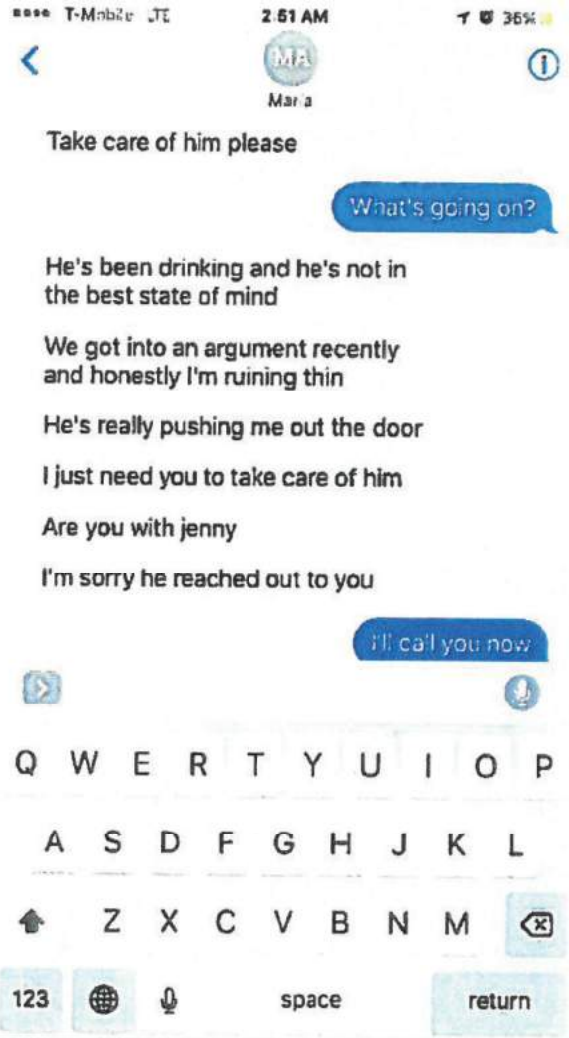 T-Mobile LTE 2:51 AM 36%
MA
Maria
Take care of him please
What's going on?
He's been drinking and he's not in
the best state of mind
We got into an argument recently
and honestly I'm ruining thin
He's really pushing me out the door
I just need you to take care of him
Are you with jenny
I'm sorry he reached out to you
I'll call you now
Q W E R T Y U I O P
A S D F G H J K L
Z X C V B N M
123 space return